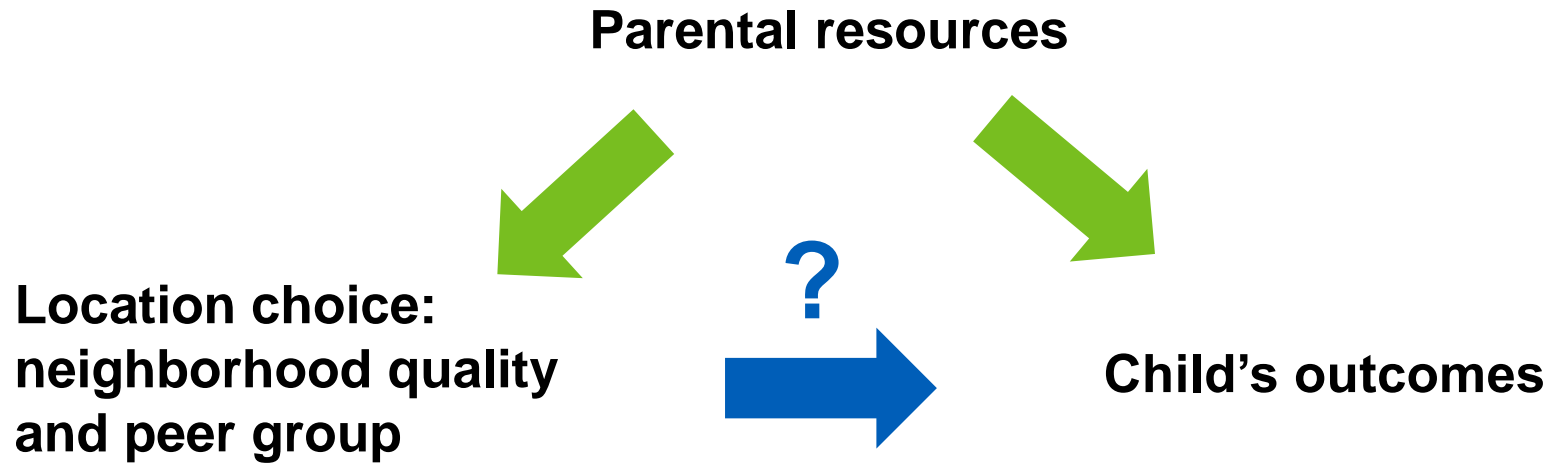 Parental resources
?
Location choice:
neighborhood quality
and peer group
Child’s outcomes